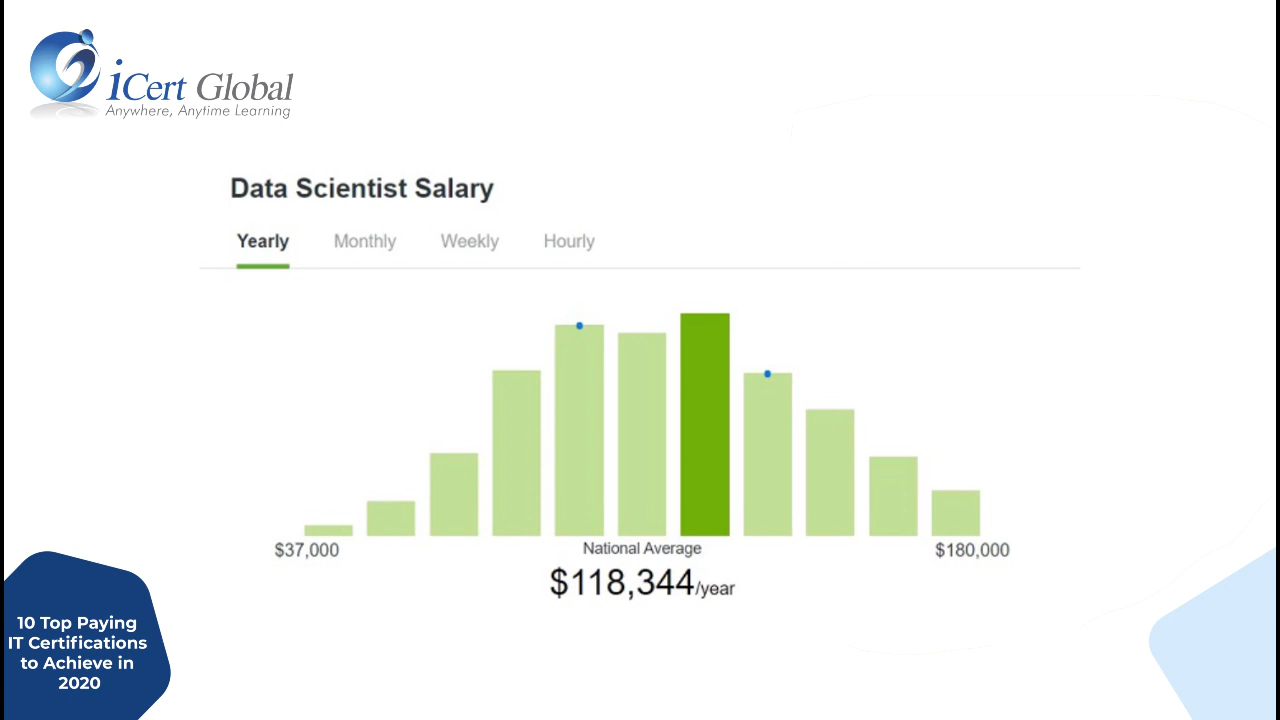 iCert Global
Anywhere, Anytime Learning
Data Scientist Salary
Yearly Monthly Weekly Hourly
$37,000 National Average $180,000
$118,344/year
10 Top Paying
IT Certifications
to Achieve in
2020